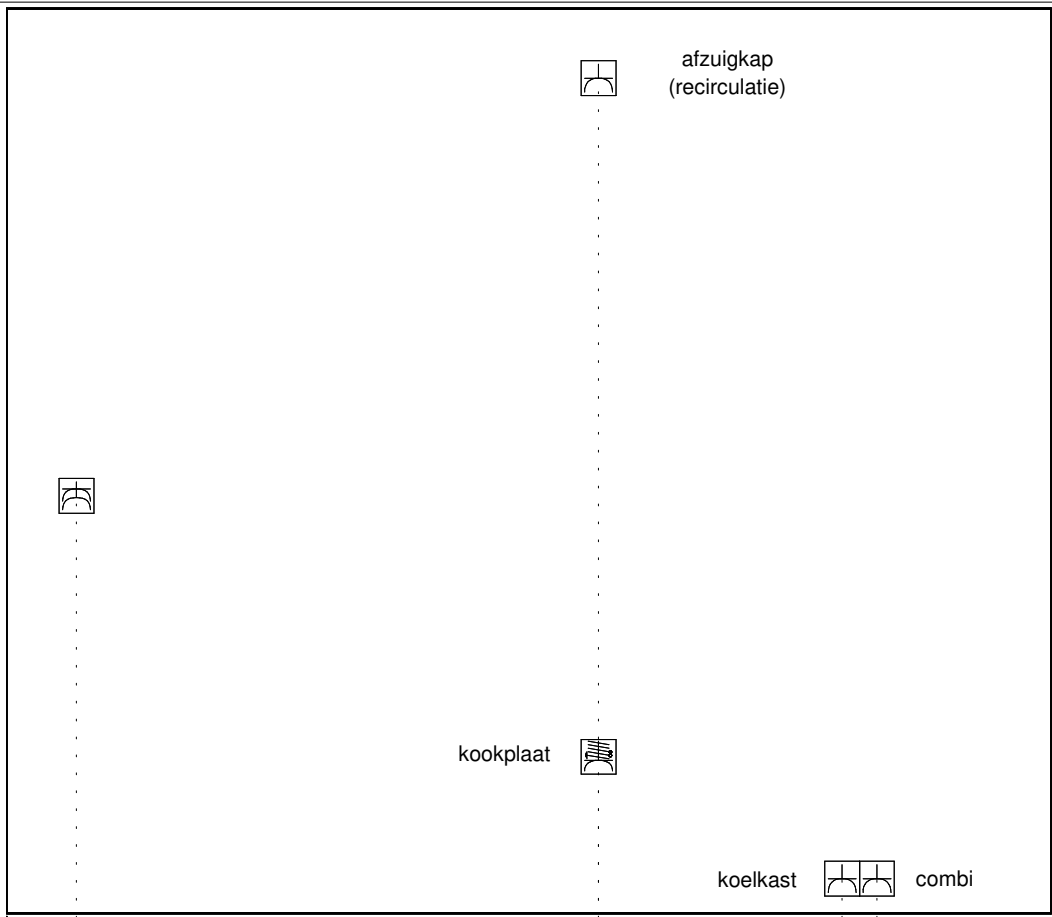 afzuigkap
(recirculatie)
kookplaat
koelkast
combi